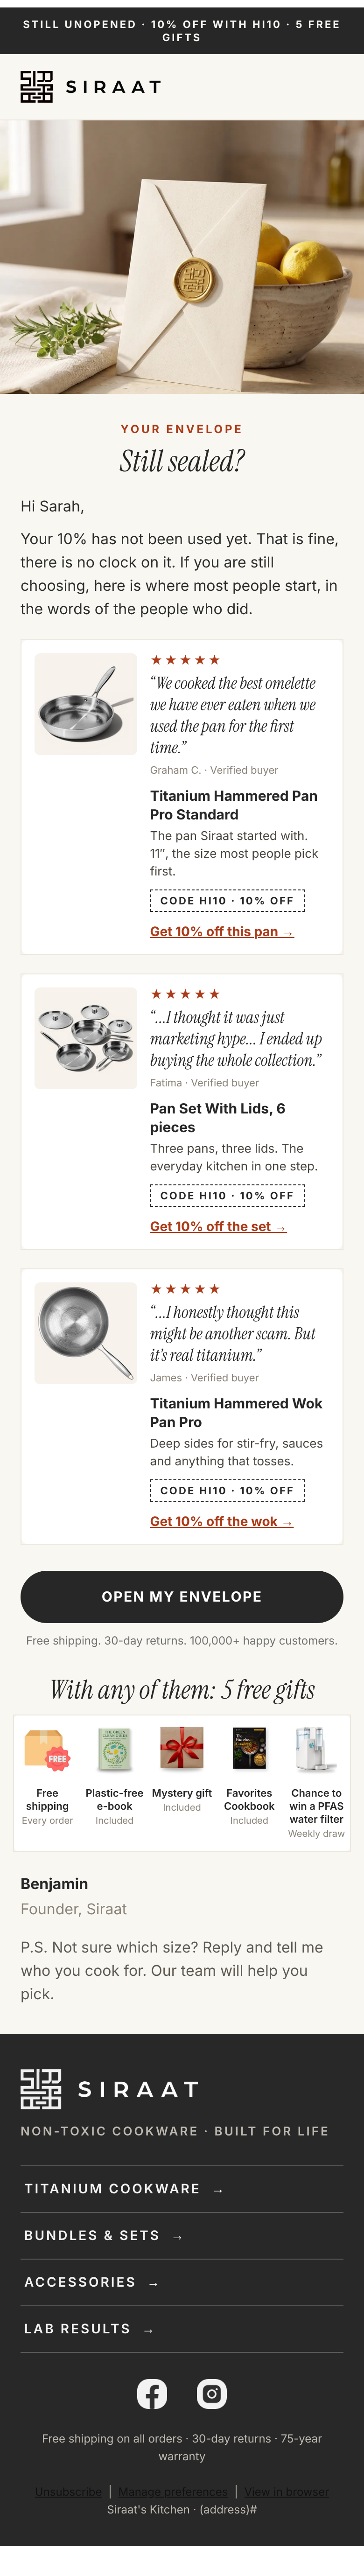 STILL UNOPENED · 10% OFF WITH HI10 · 5 FREE
GIFTS
SIRAAT
YOUR ENVELOPE
Still sealed?
Hi Sarah,
Your 10% has not been used yet. That is fine,
there is no clock on it. If you are still
choosing, here is where most people start, in
the words of the people who did.
★★★★★
“We cooked the best omelette
we have ever eaten when we
used the pan for the first
time.”
Graham C. · Verified buyer
Titanium Hammered Pan
Pro Standard
The pan Siraat started with.
11″, the size most people pick
first.
CODE HI10 · 10% OFF
Get 10% off this pan →
★★★★★
“...I thought it was just
marketing hype... I ended up
buying the whole collection.”
Fatima · Verified buyer
Pan Set With Lids, 6
pieces
Three pans, three lids. The
everyday kitchen in one step.
CODE HI10 · 10% OFF
Get 10% off the set →
★★★★★
“...I honestly thought this
might be another scam. But
it’s real titanium.”
James · Verified buyer
Titanium Hammered Wok
Pan Pro
Deep sides for stir-fry, sauces
and anything that tosses.
CODE HI10 · 10% OFF
Get 10% off the wok →
OPEN MY ENVELOPE
Free shipping. 30-day returns. 100,000+ happy customers.
With any of them: 5 free gifts
FREE
Free
shipping
Every order
Plastic-free
e-book
Included
Mystery gift
Included
Favorites
Cookbook
Included
Chance to
win a PFAS
water filter
Weekly draw
Benjamin
Founder, Siraat
P.S. Not sure which size? Reply and tell me
who you cook for. Our team will help you
pick.
SIRAAT
NON-TOXIC COOKWARE · BUILT FOR LIFE
TITANIUM COOKWARE →
BUNDLES & SETS →
ACCESSORIES →
LAB RESULTS →
Free shipping on all orders · 30-day returns · 75-year
warranty
Unsubscribe | Manage preferences | View in browser
Siraat's Kitchen · (address)#